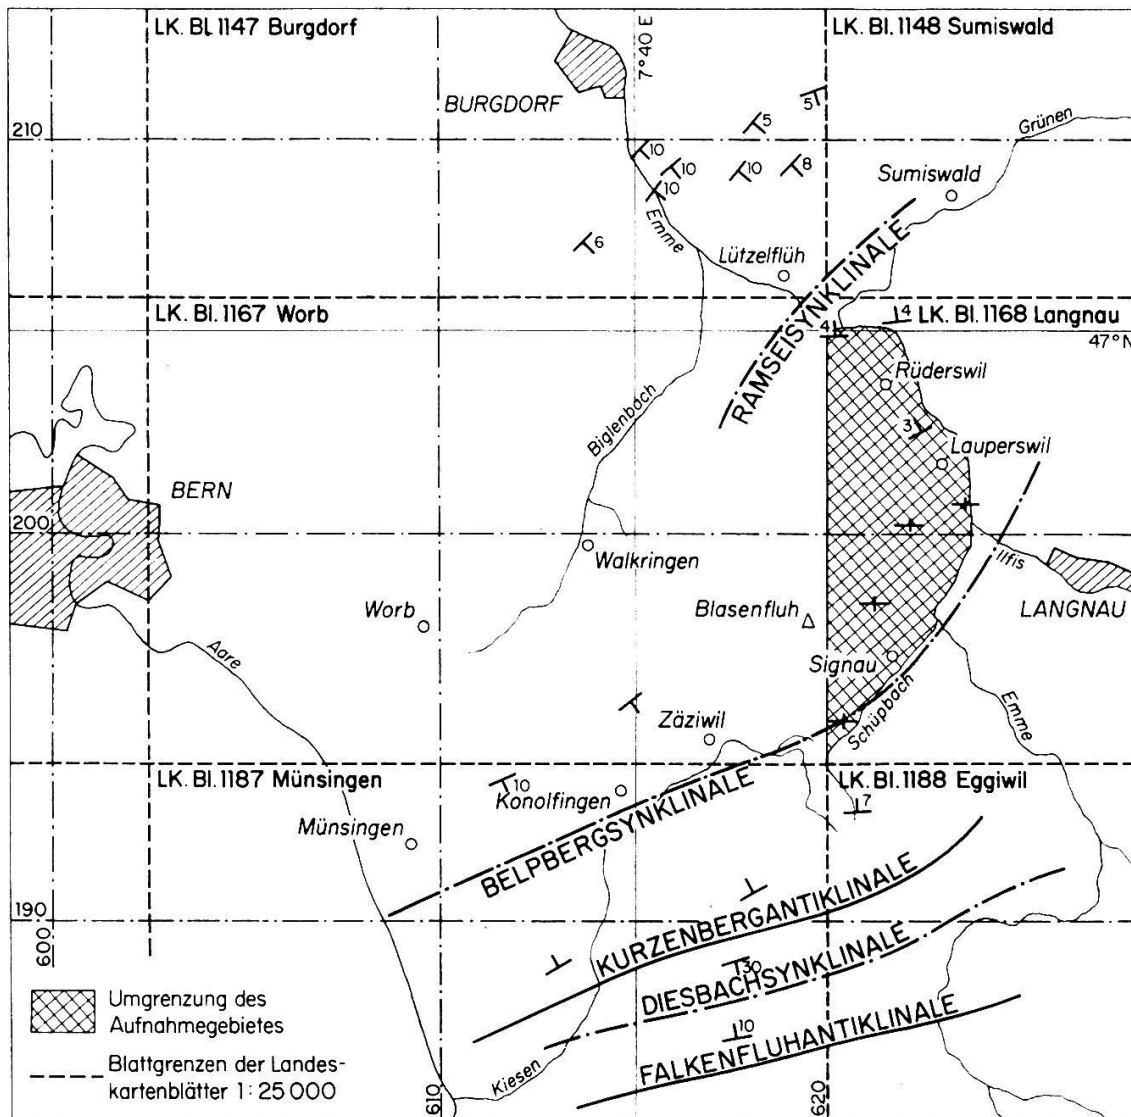 LK. Bl. 1147 Burgdorf
LK. Bl. 1148 Sumiswald
7°40 E
BURGDORF
5
5
210
Grünen
10
10
10
8
10
Sumiswald
Emme
6
Lützelflüh
RAMSEISYNKLINALE
LK. Bl. 1167 Worb
4
4
LK. Bl. 1168 Langnau
47° N
Rüderswil
Biglenbach
3
Lauperswil
BERN
200
Walkringen
Ilfis
Worb
Blasenfluh
LANGNAU
Aare
Signau
Schüpbach
Emme
Zäziwil
LK. Bl. 1187 Münsingen
10
Konolfingen
LK. Bl. 1188 Eggiwil
7
Münsingen
BELPBERGSYNKLINALE
190
KURZENBERGANTIKLINALE
600
30
DIESBACHSYNKLINALE
10
FALKENFLUHANTIKLINALE
Kiesen
610
620
Umgrenzung des
Aufnahmegebietes
Blattgrenzen der Landes-
kartenblätter 1 : 25 000